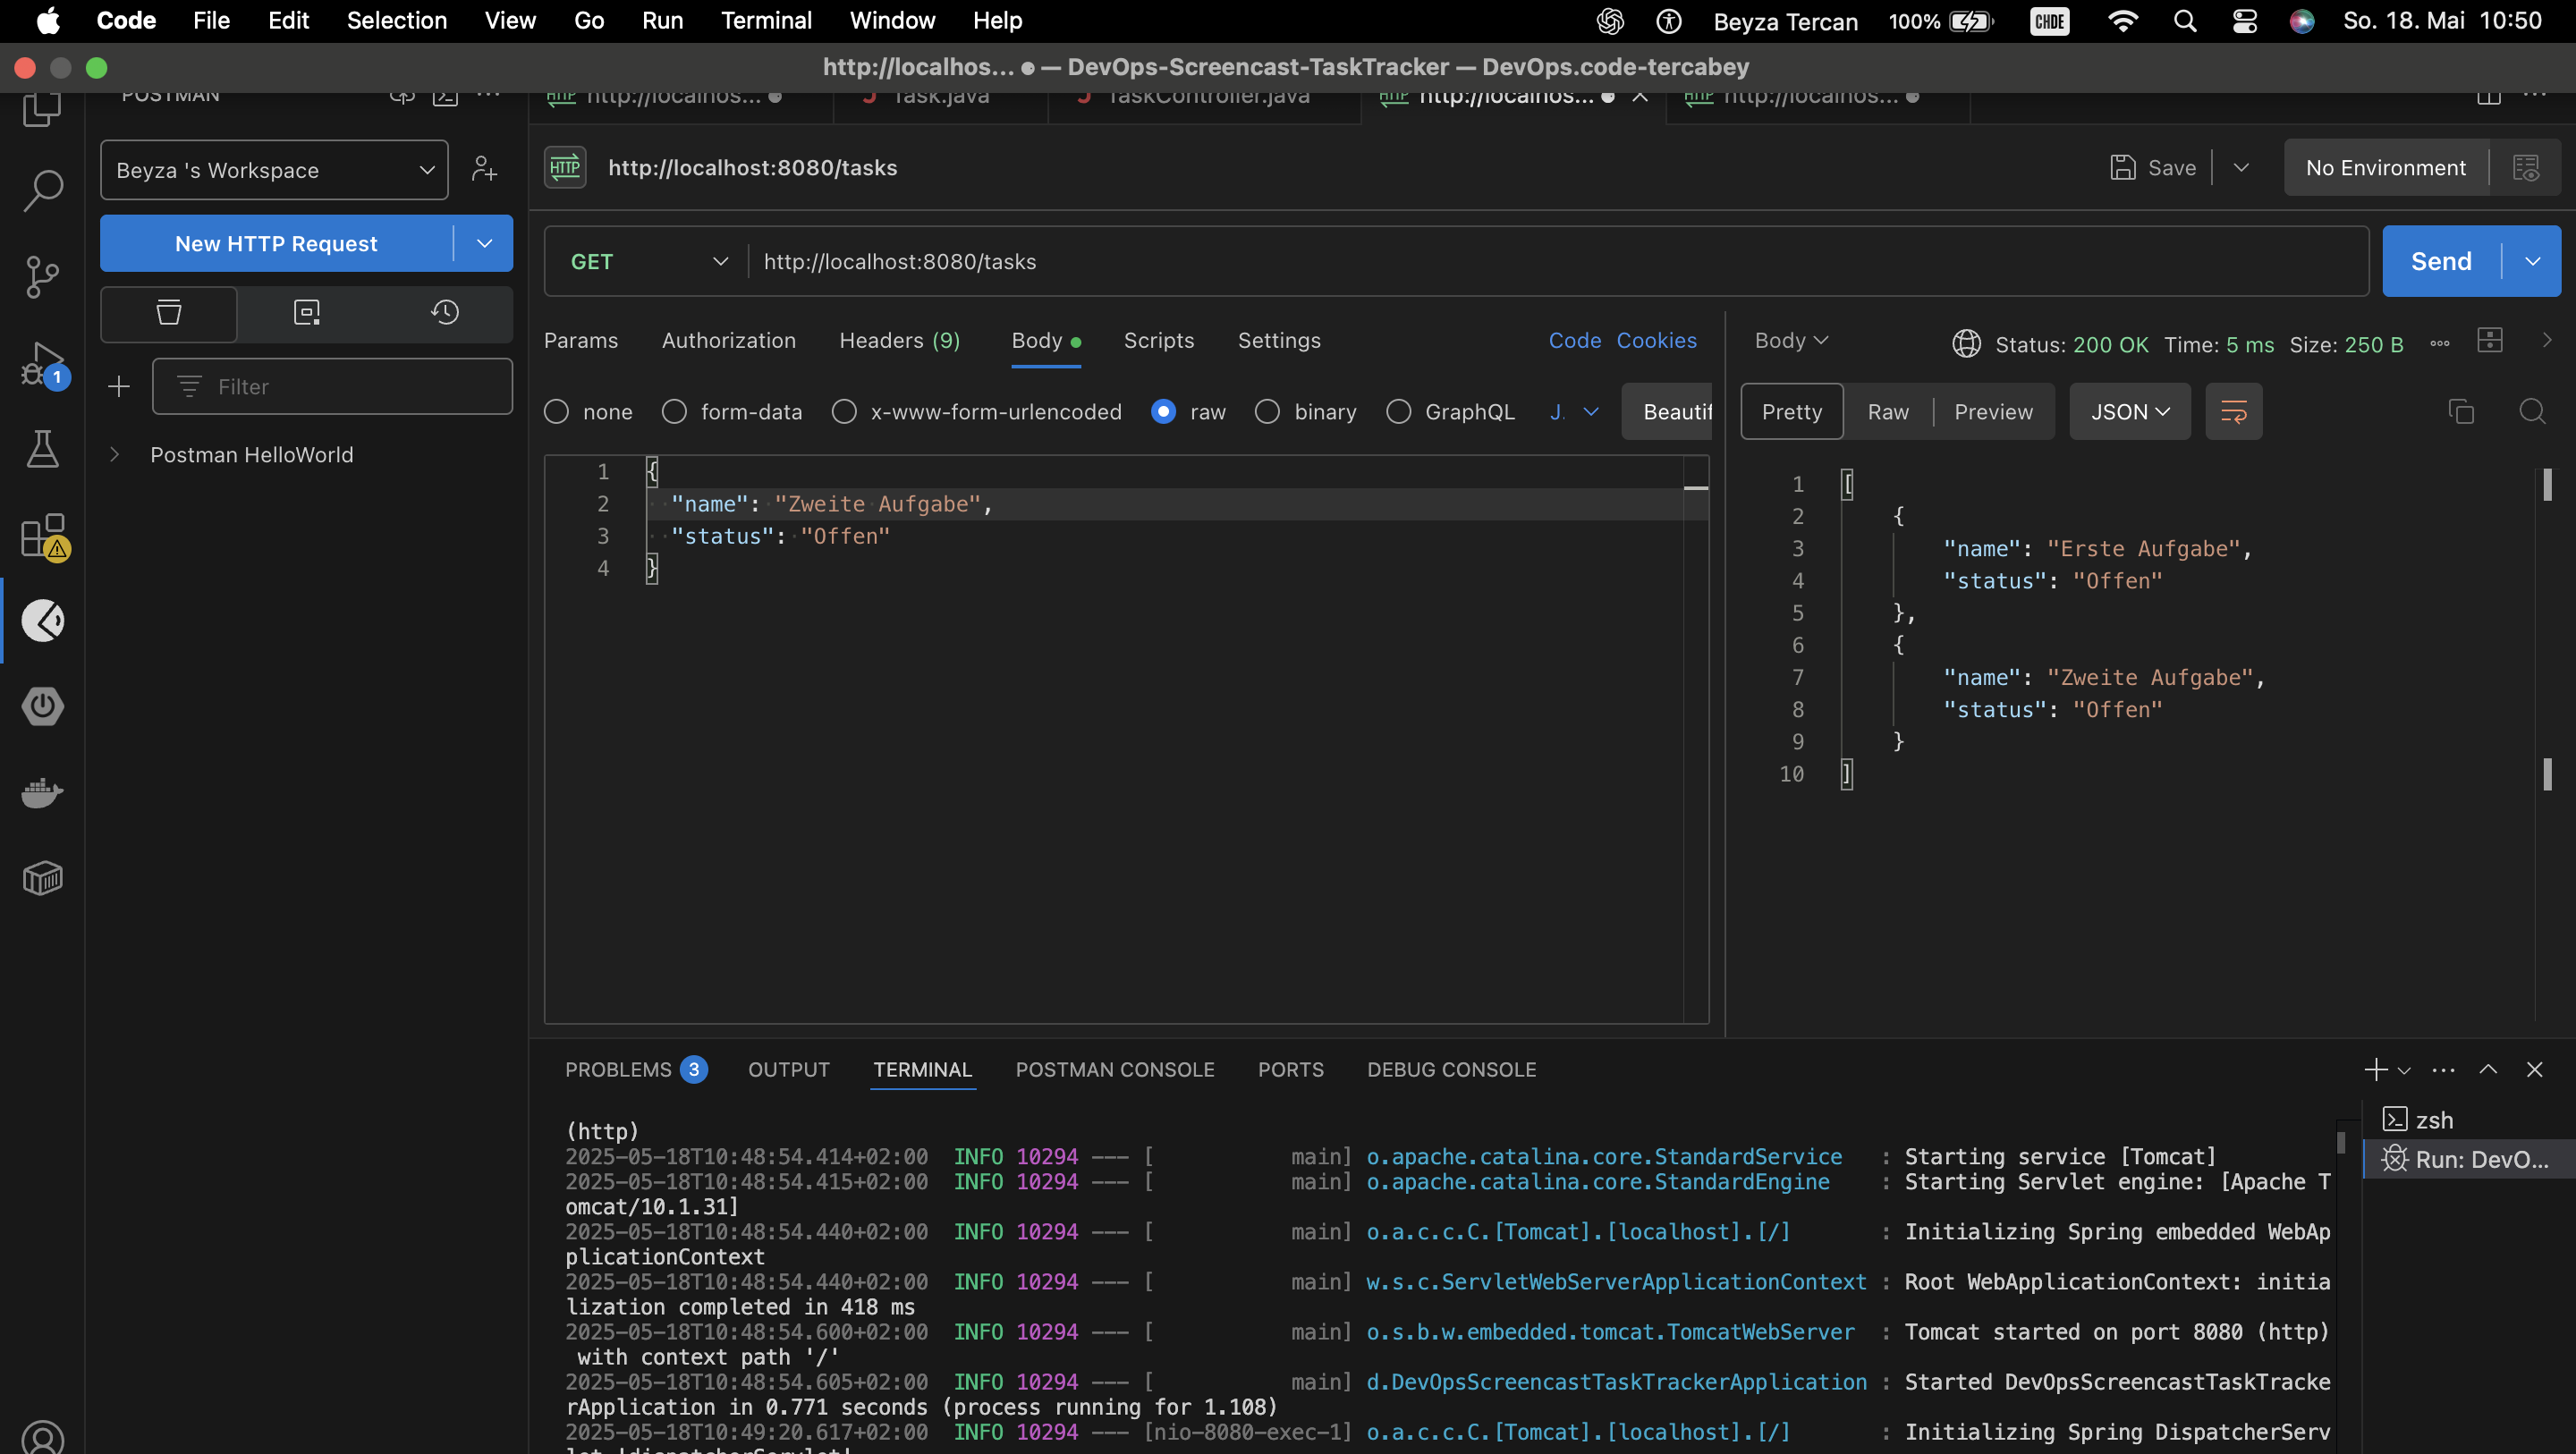 Code File Edit Selection View Go Run Terminal Window Help Beyza Tercan 100% CHDE So. 18. Mai 10:50
http://localhos... — DevOps-Screencast-TaskTracker — DevOps.code-tercabey
POSTMAN
http://localhos... Task.java TaskController.java http://localhos... http://localhos...
Beyza 's Workspace
HTTP http://localhost:8080/tasks Save No Environment
New HTTP Request
GET http://localhost:8080/tasks Send
Params Authorization Headers (9) Body Scripts Settings Code Cookies
Body Status: 200 OK Time: 5 ms Size: 250 B
1
Filter
none form-data x-www-form-urlencoded raw binary GraphQL J. Beautif
Pretty Raw Preview JSON
Postman HelloWorld
1 {
2 "name": "Zweite Aufgabe",
3 "status": "Offen"
4 }
1 [
2 {
3 "name": "Erste Aufgabe",
4 "status": "Offen"
5 },
6 {
7 "name": "Zweite Aufgabe",
8 "status": "Offen"
9 }
10 ]
PROBLEMS 3 OUTPUT TERMINAL POSTMAN CONSOLE PORTS DEBUG CONSOLE
zsh
Run: DevO...
(http)
2025-05-18T10:48:54.414+02:00 INFO 10294 --- [ main] o.apache.catalina.core.StandardService : Starting service [Tomcat]
2025-05-18T10:48:54.415+02:00 INFO 10294 --- [ main] o.apache.catalina.core.StandardEngine : Starting Servlet engine: [Apache T
omcat/10.1.31]
2025-05-18T10:48:54.440+02:00 INFO 10294 --- [ main] o.a.c.c.C.[Tomcat].[localhost].[/] : Initializing Spring embedded WebAp
plicationContext
2025-05-18T10:48:54.440+02:00 INFO 10294 --- [ main] w.s.c.ServletWebServerApplicationContext : Root WebApplicationContext: initia
lization completed in 418 ms
2025-05-18T10:48:54.600+02:00 INFO 10294 --- [ main] o.s.b.w.embedded.tomcat.TomcatWebServer : Tomcat started on port 8080 (http)
with context path '/'
2025-05-18T10:48:54.605+02:00 INFO 10294 --- [ main] d.DevOpsScreencastTaskTrackerApplication : Started DevOpsScreencastTaskTracke
rApplication in 0.771 seconds (process running for 1.108)
2025-05-18T10:49:20.617+02:00 INFO 10294 --- [nio-8080-exec-1] o.a.c.c.C.[Tomcat].[localhost].[/] : Initializing Spring DispatcherServ
let 'dispatcherServlet'